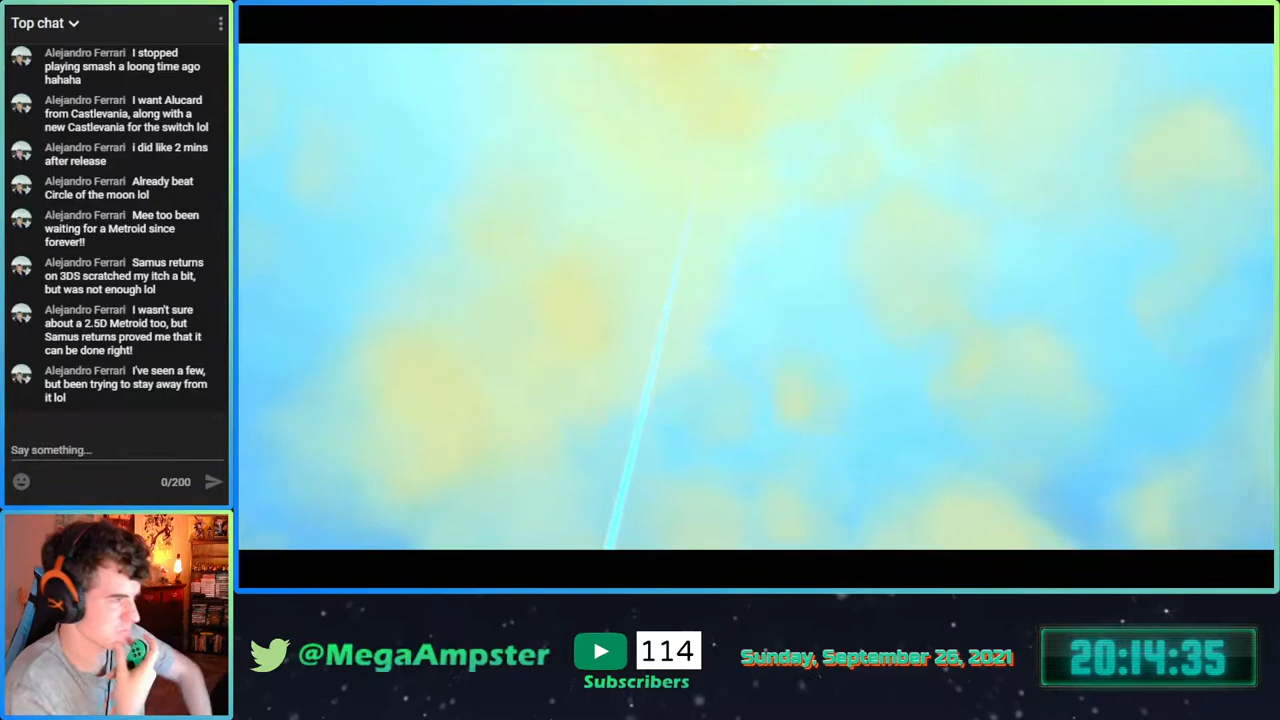 Top chat
Alejandro Ferrari I stopped
playing smash a loong time ago
hahaha
Alejandro Ferrari I want Alucard
from Castlevania, along with a
new Castlevania for the switch lol
Alejandro Ferrari i did like 2 mins
after release
Alejandro Ferrari Already beat
Circle of the moon lol
Alejandro Ferrari Mee too been
waiting for a Metroid since
forever!!
Alejandro Ferrari Samus returns
on 3DS scratched my itch a bit,
but was not enough lol
Alejandro Ferrari I wasn't sure
about a 2.5D Metroid too, but
Samus returns proved me that it
can be done right!
Alejandro Ferrari I've seen a few,
but been trying to stay away from
it lol
Say something...
0/200
@MegaAmpster
114
Subscribers
Sunday, September 26, 2021
20:14:35